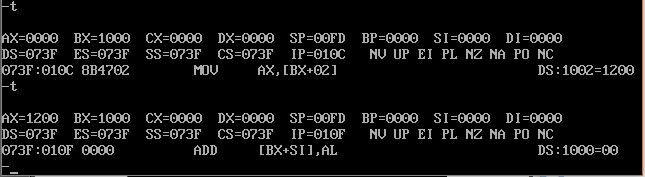 -t
AX=0000 BX=1000 CX=0000 DX=0000 SP=00FD BP=0000 SI=0000 DI=0000
DS=073F ES=073F SS=073F CS=073F IP=010C NV UP EI PL NZ NA PO NC
073F:010C 8B4702 MOV AX,[BX+02] DS:1002=1200
-t
AX=1200 BX=1000 CX=0000 DX=0000 SP=00FD BP=0000 SI=0000 DI=0000
DS=073F ES=073F SS=073F CS=073F IP=010F NV UP EI PL NZ NA PO NC
073F:010F 0000 ADD [BX+SI],AL DS:1000=00
-_